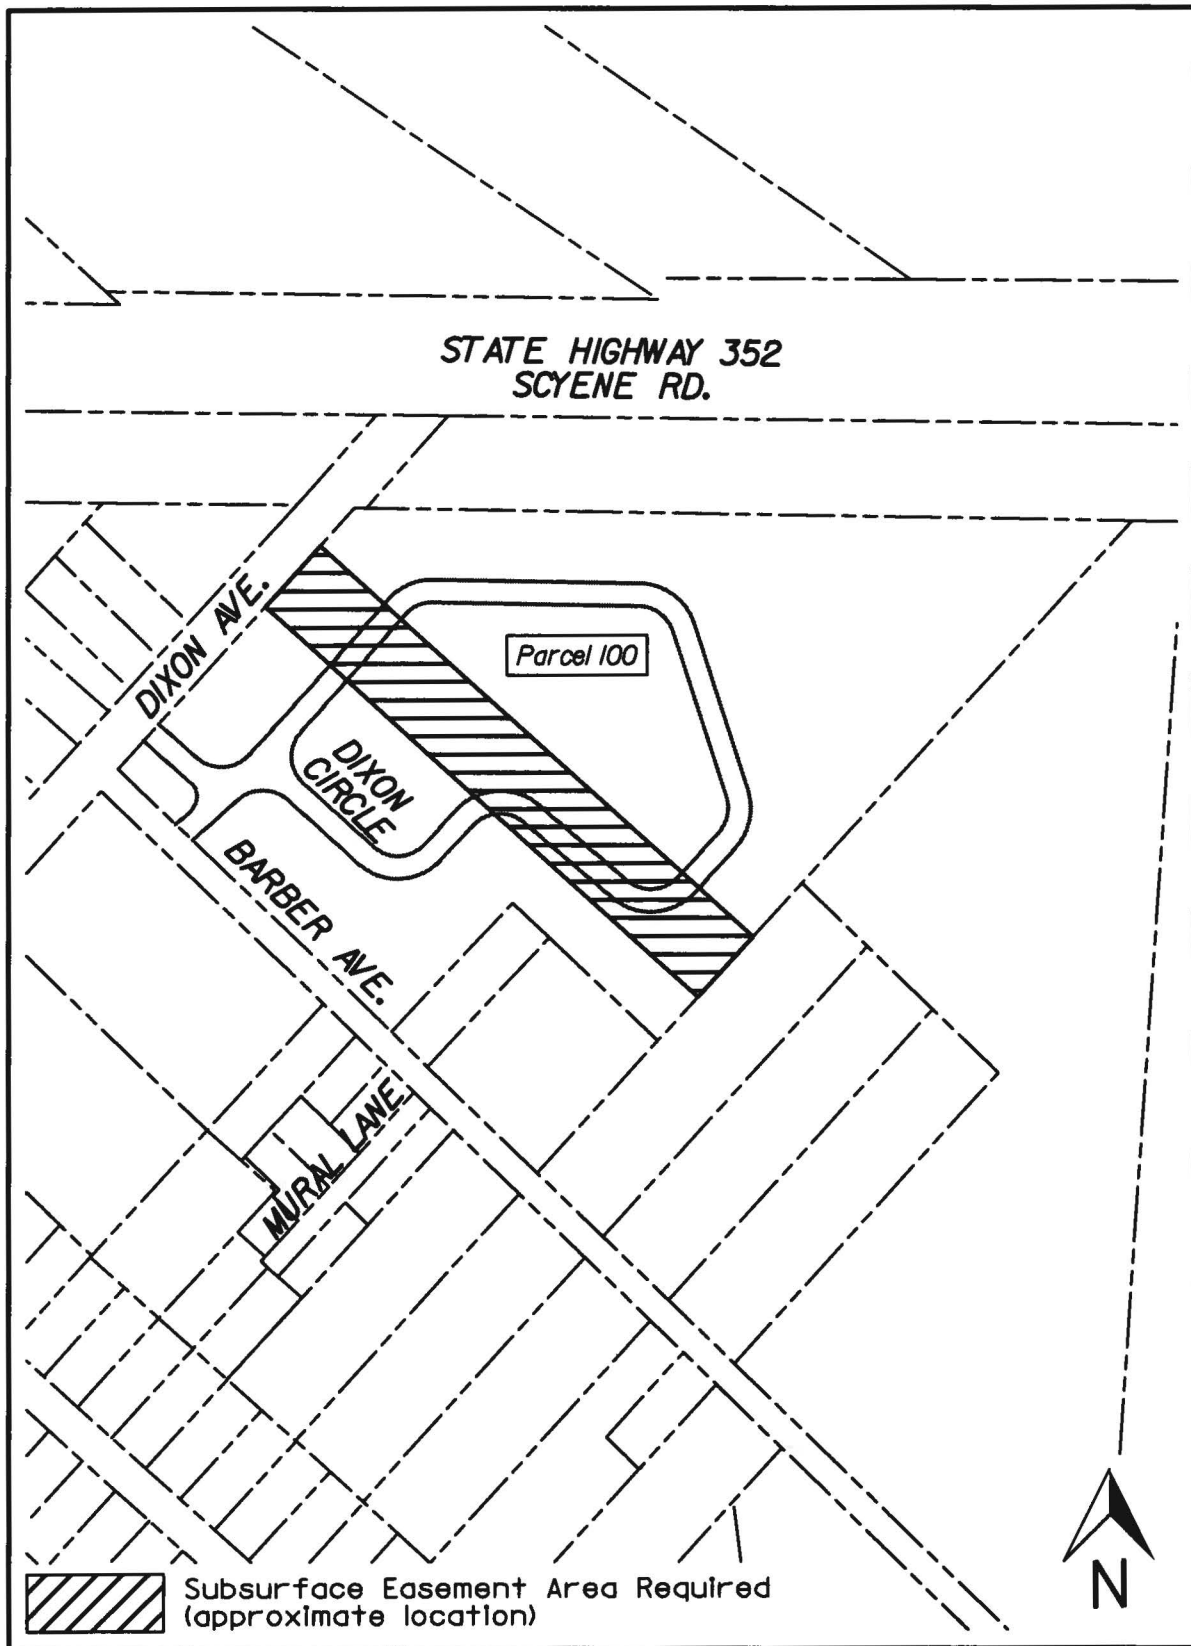 STATE HIGHWAY 352
SCYENE RD.
DIXON AVE.
Parcel 100
DIXON
CIRCLE
BARBER AVE.
MURAL LANE
Subsurface Easement Area Required
(approximate location)
N